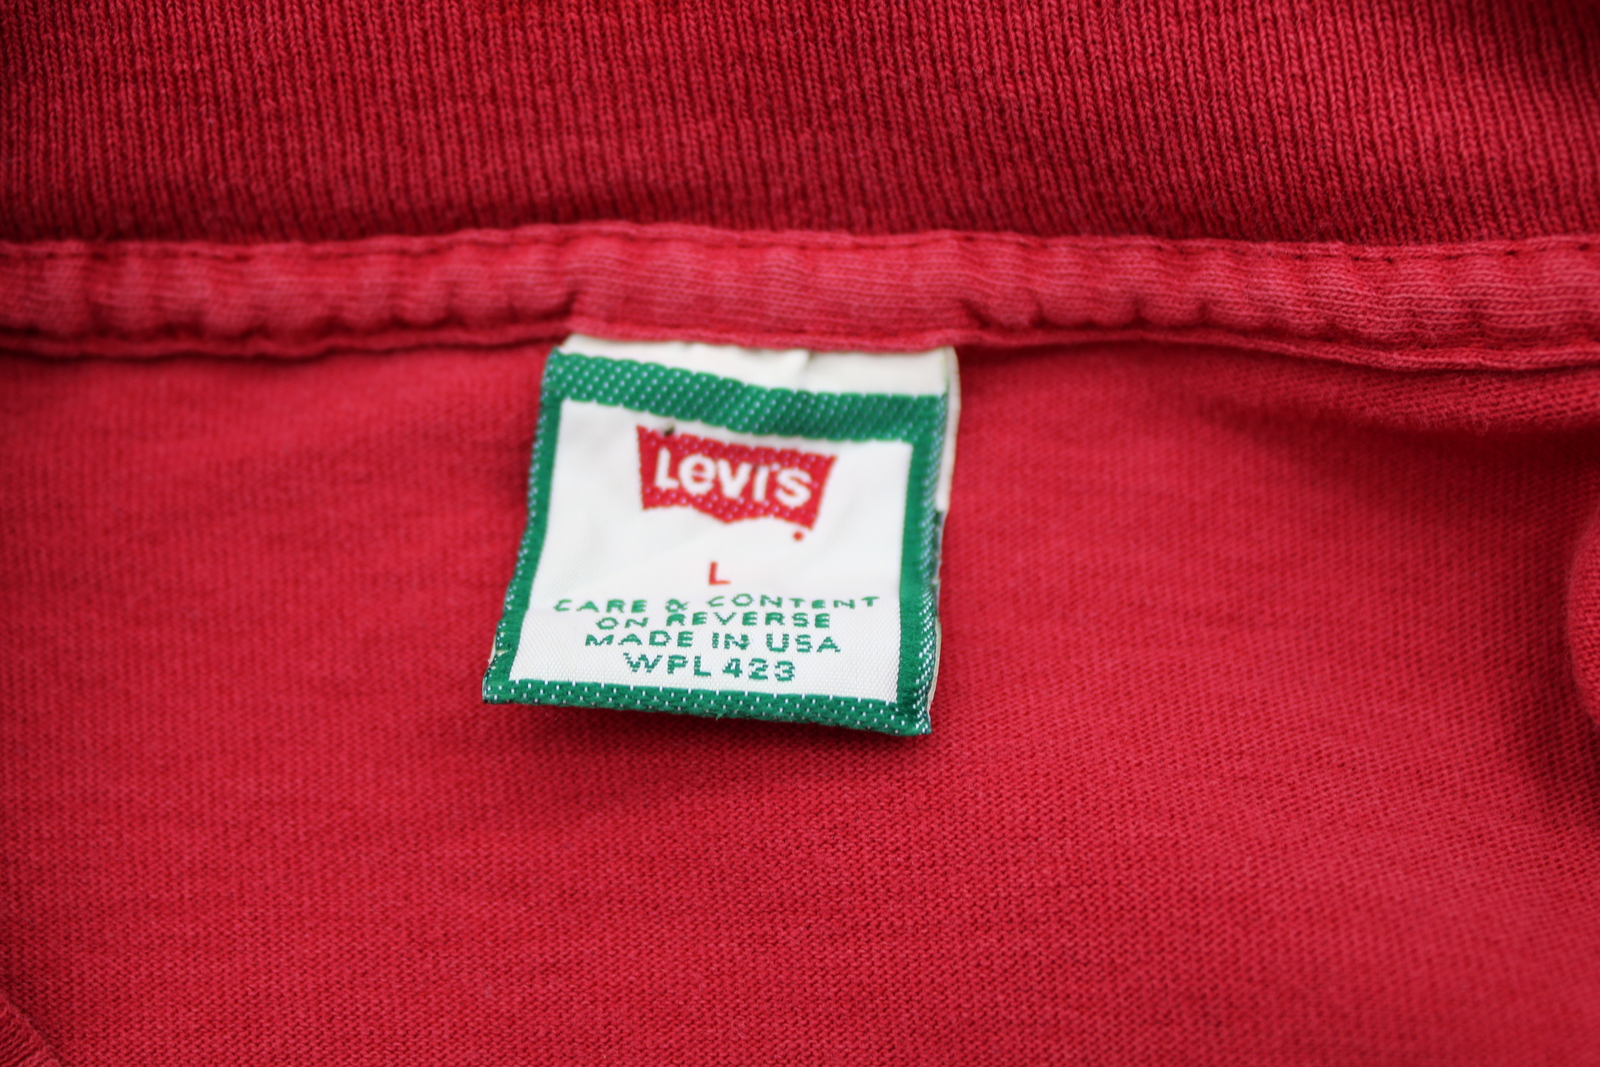 Levi's
L
CARE & CONTENT
ON REVERSE
MADE IN USA
WPL 423